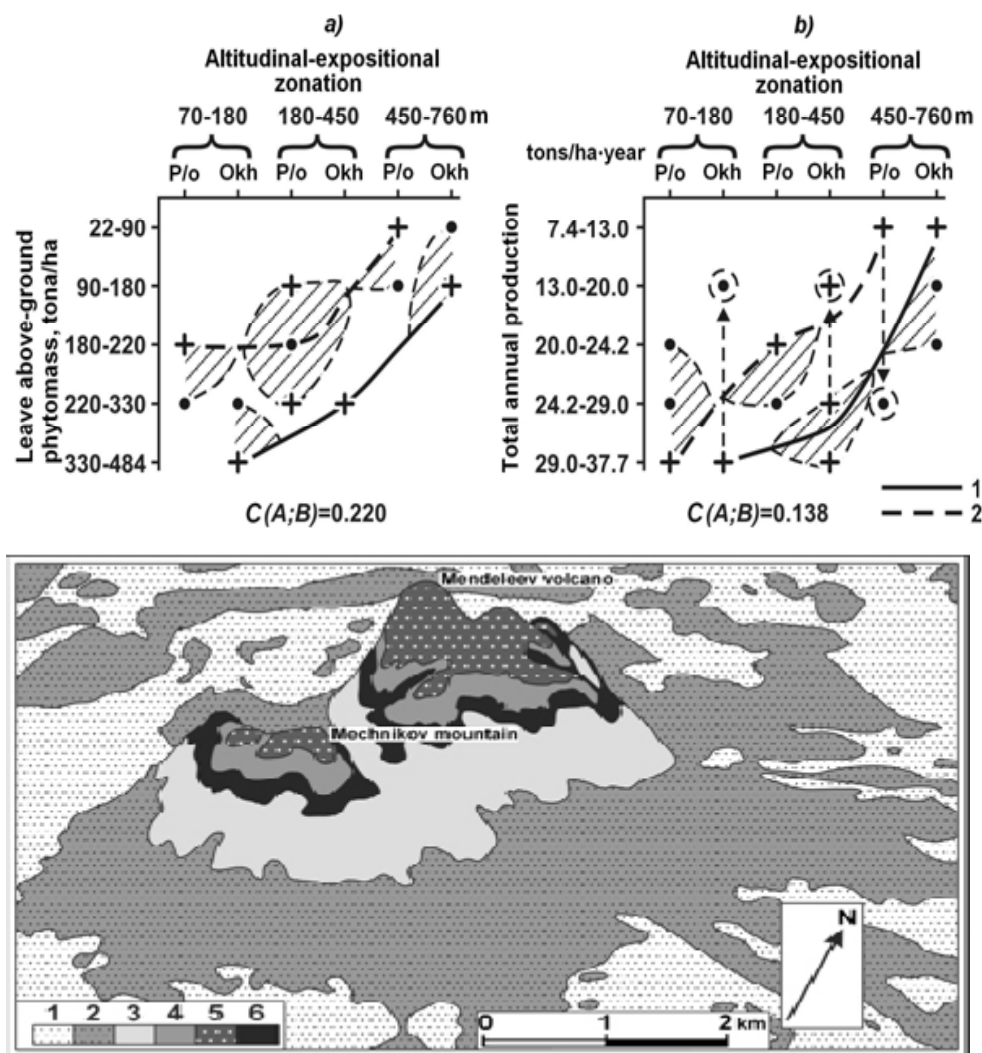 a)
Altitudinal-expositional
zonation
70-180 180-450 450-760 m
P/o Okh P/o Okh P/o Okh
Leave above-ground
phytomass, tona/ha
22-90
90-180
180-220
220-330
330-484
C(A;B)=0.220
b)
Altitudinal-expositional
zonation
70-180 180-450 450-760 m
tons/ha·year
P/o Okh P/o Okh P/o Okh
Total annual production
7.4-13.0
13.0-20.0
20.0-24.2
24.2-29.0
29.0-37.7
C(A;B)=0.138
1
2
Mendeleev volcano
Mechnikov mountain
N
1 2 3 4 5 6
0 1 2 km